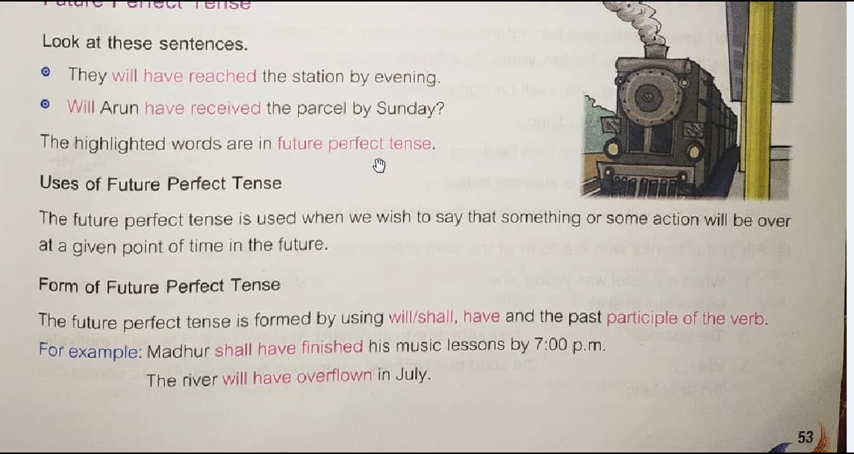 Future Perfect Tense
Look at these sentences.
They will have reached the station by evening.
Will Arun have received the parcel by Sunday?
The highlighted words are in future perfect tense.
Uses of Future Perfect Tense
The future perfect tense is used when we wish to say that something or some action will be over
at a given point of time in the future.
Form of Future Perfect Tense
The future perfect tense is formed by using will/shall, have and the past participle of the verb.
For example: Madhur shall have finished his music lessons by 7:00 p.m.
The river will have overflown in July.
53